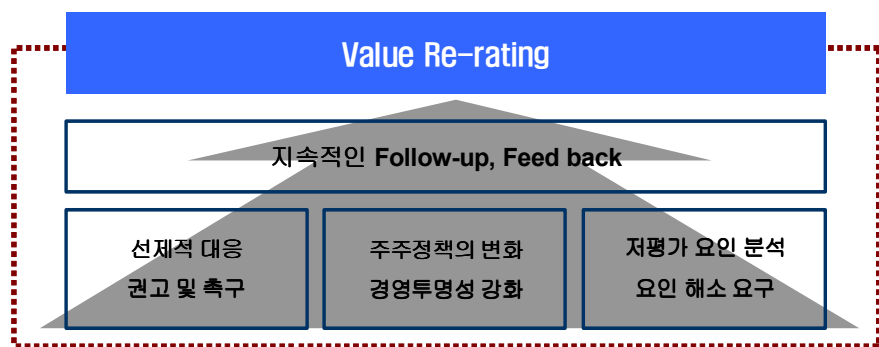 Value Re-rating
지속적인 Follow-up, Feed back
선제적 대응
권고 및 촉구
주주정책의 변화
경영투명성 강화
저평가 요인 분석
요인 해소 요구